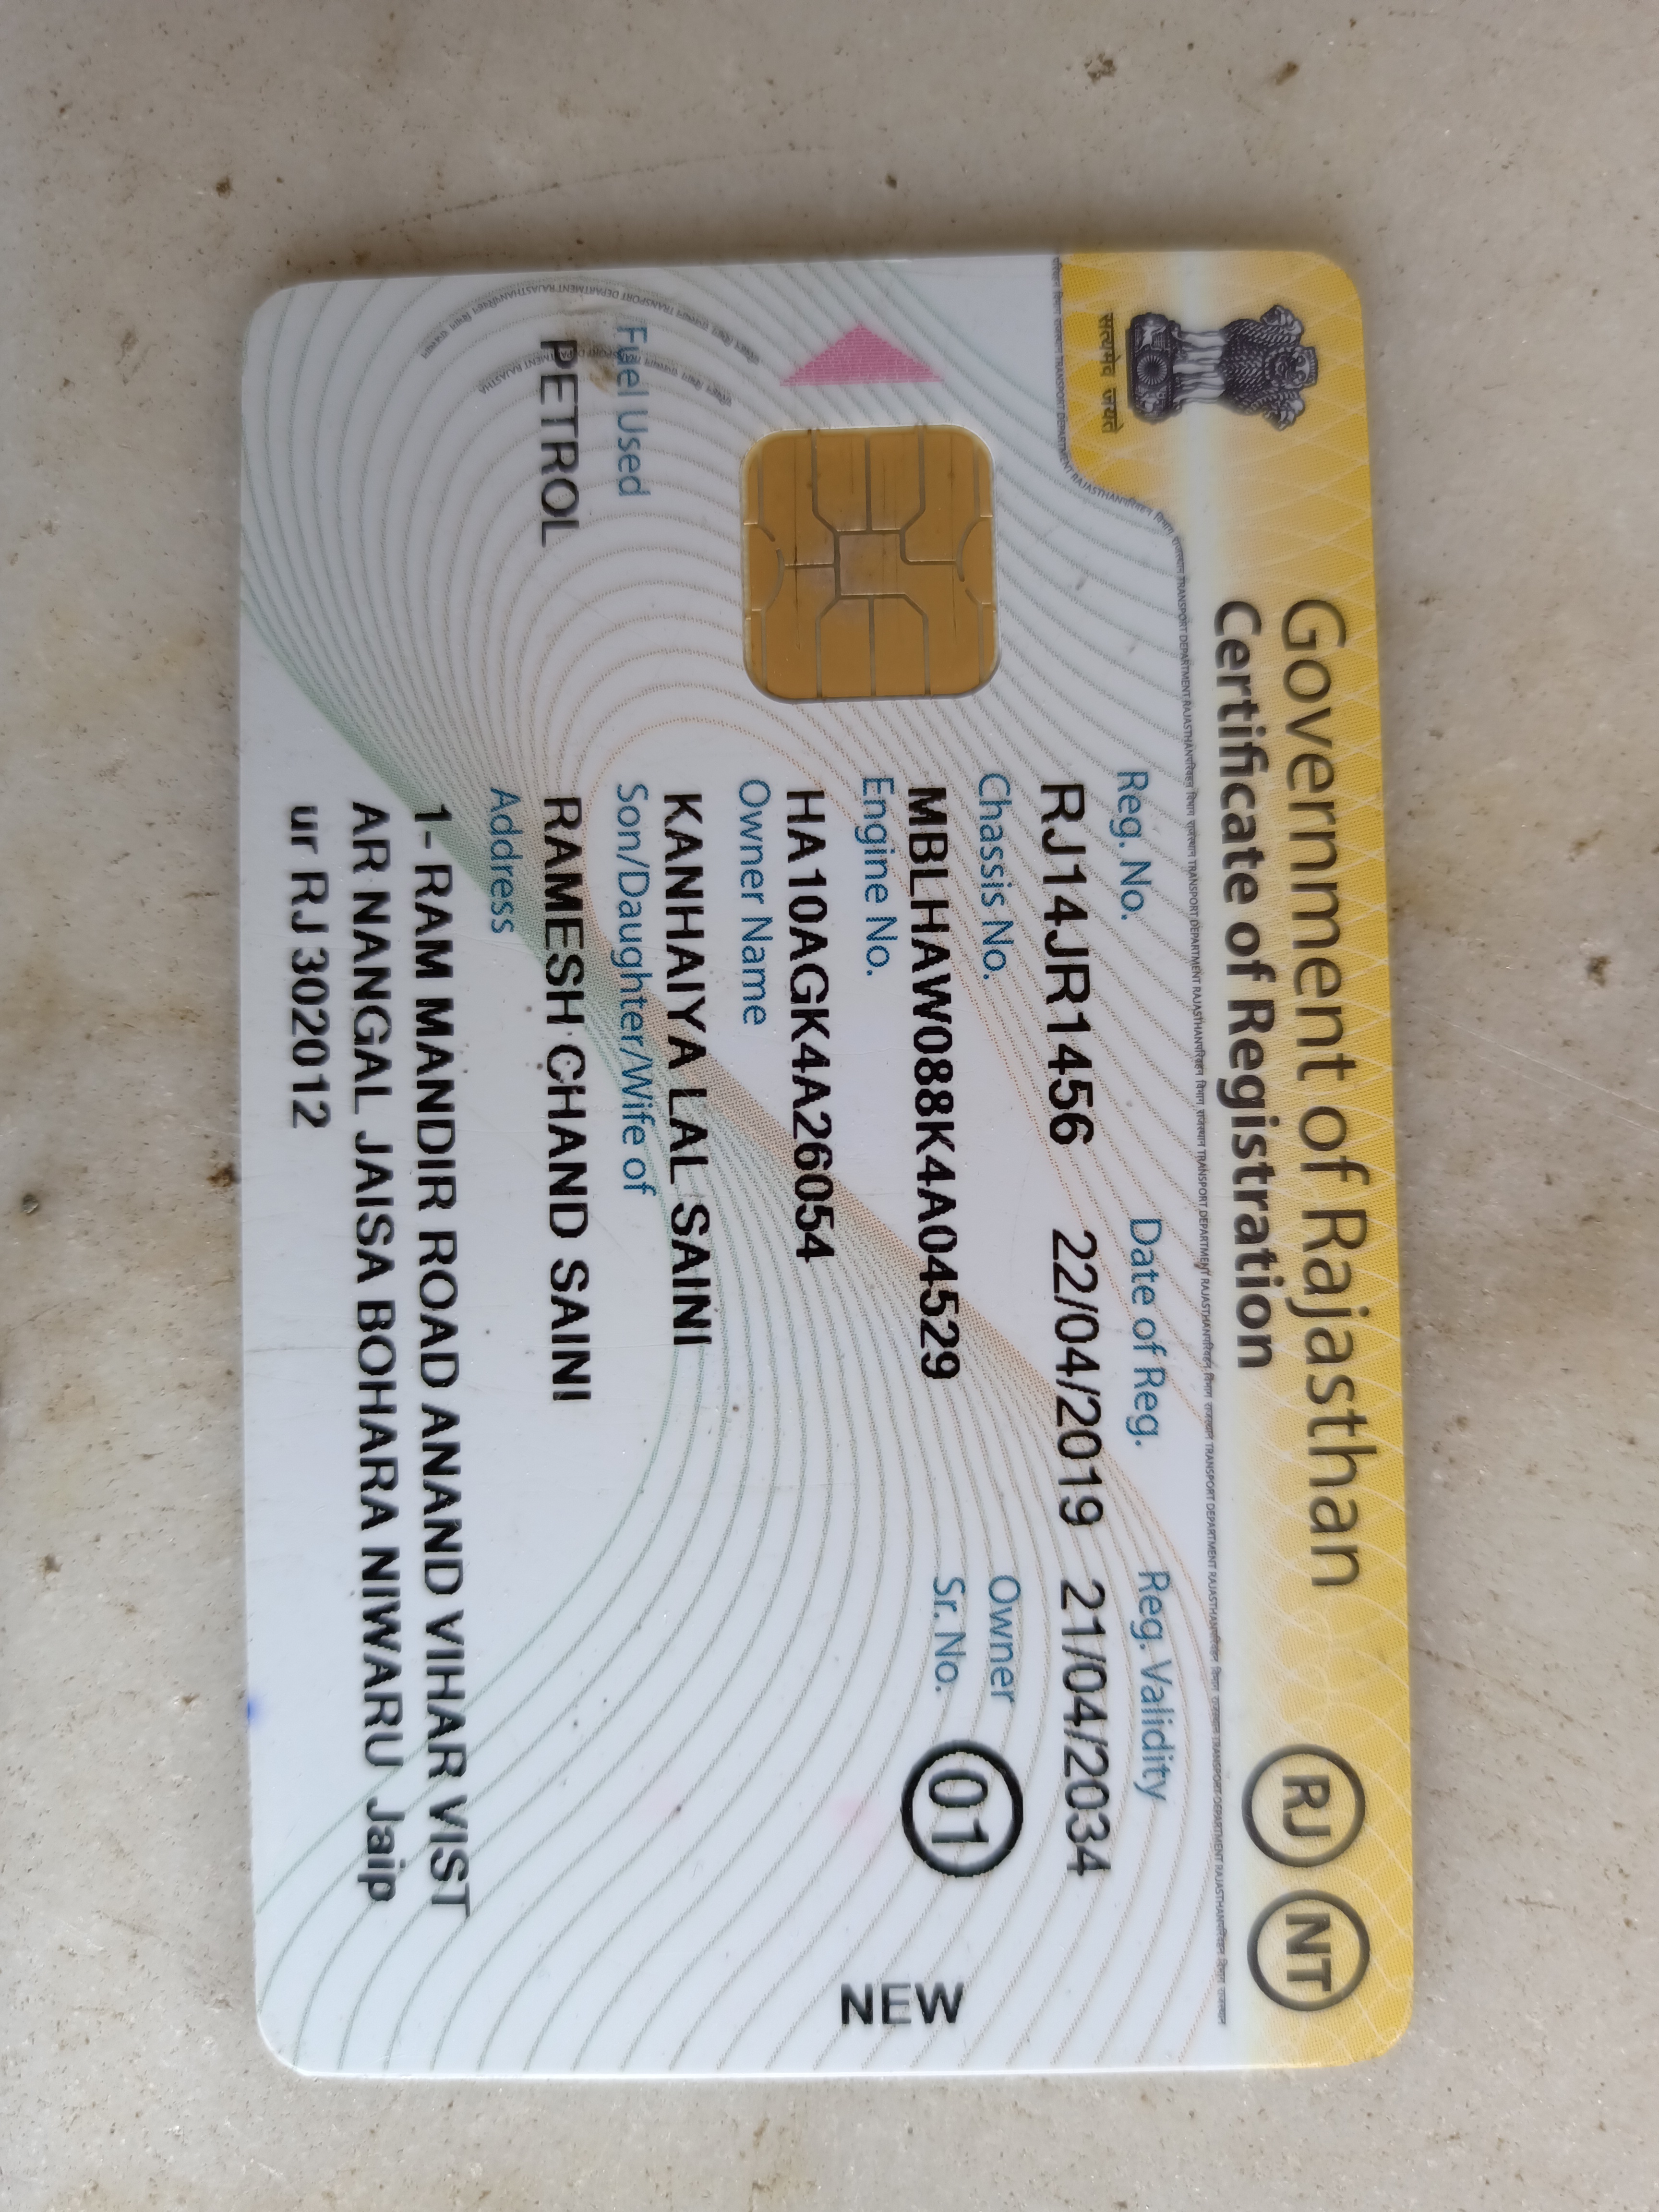 Government of Rajasthan
Certificate of Registration
RJ NT
सत्यमेव जयते
Reg. No. Date of Reg. Reg. Validity
RJ14JR1456 22/04/2019 21/04/2034
Chassis No.
MBLHAW088K4A04529
Owner
Sr. No. 01
Engine No.
HA10AGK4A26054
NEW
Owner Name
KANHAIYA LAL SAINI
Fuel Used
PETROL
Son/Daughter/Wife of
RAMESH CHAND SAINI
Address
1- RAM MANDIR ROAD ANAND VIHAR VIST
AR NANGAL JAISA BOHARA NIWARU Jaip
ur RJ 302012